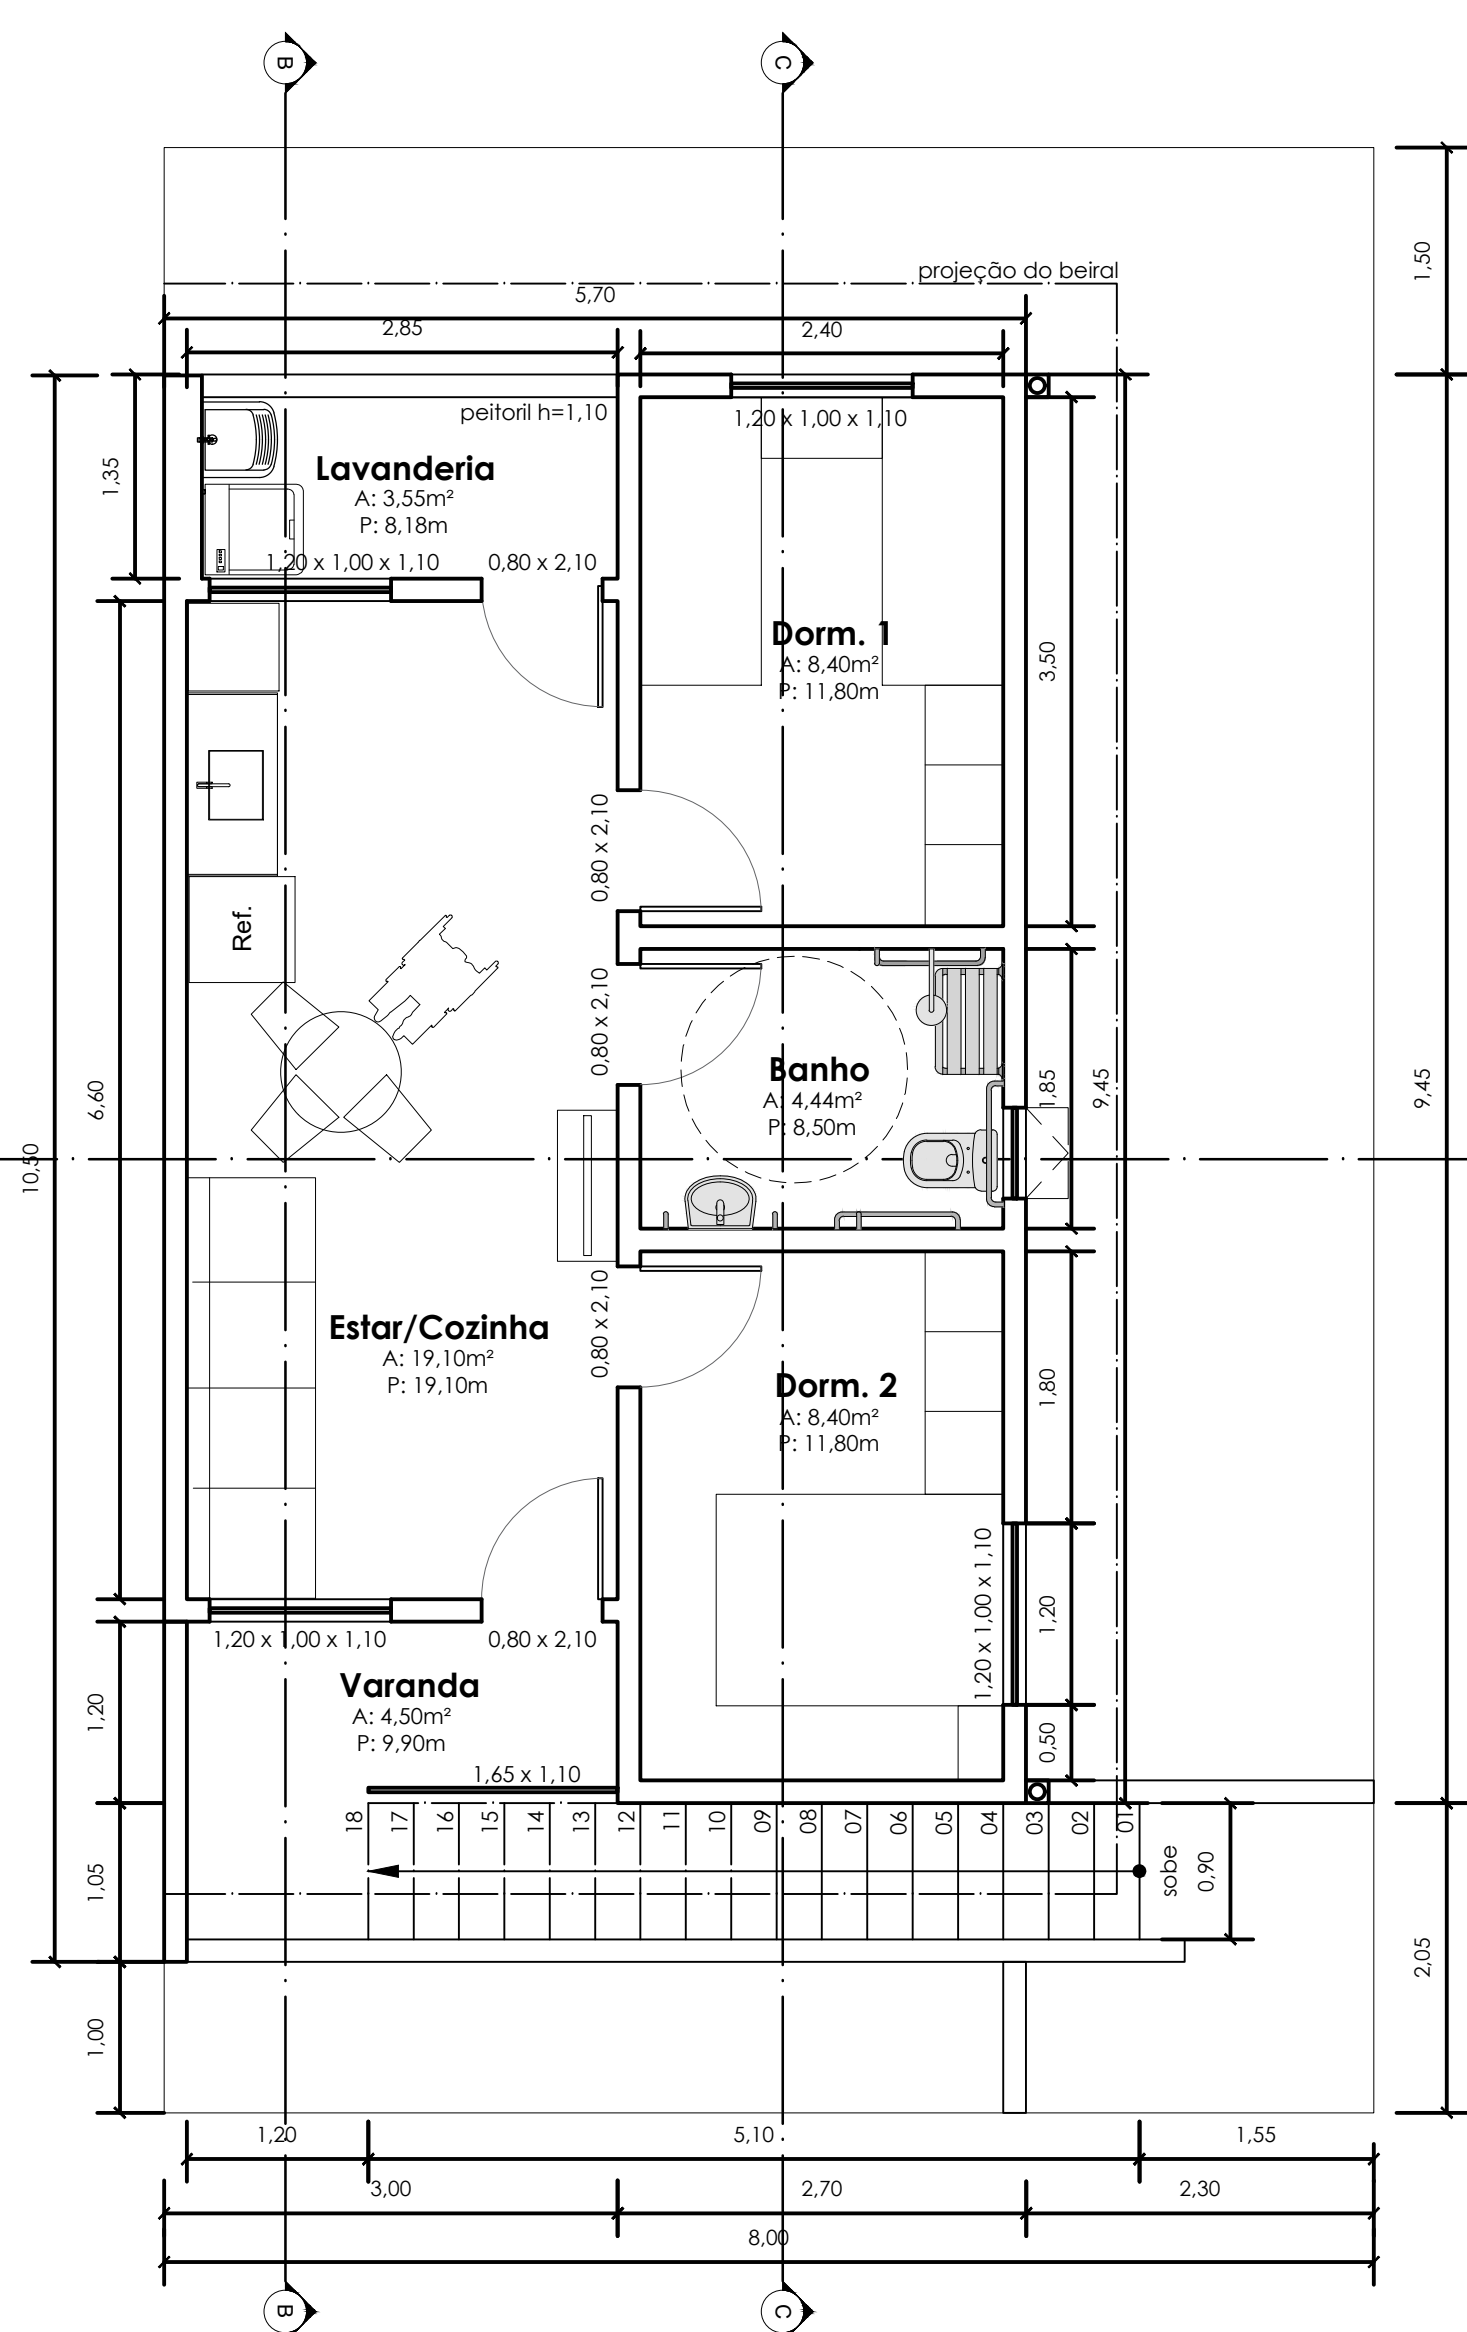 B
C
1,50
projeção do beiral
5,70
2,85
2,40
peitoril h=1,10
1,20 x 1,00 x 1,10
1,35
Lavanderia
A: 3,55m²
P: 8,18m
1,20 x 1,00 x 1,10
0,80 x 2,10
Dorm. 1
A: 8,40m²
P: 11,80m
3,50
0,80 x 2,10
Ref.
0,80 x 2,10
Banho
A: 4,44m²
P: 8,50m
1,85
9,45
9,45
6,60
10,50
Estar/Cozinha
A: 19,10m²
P: 19,10m
0,80 x 2,10
Dorm. 2
A: 8,40m²
P: 11,80m
1,80
1,20 x 1,00 x 1,10
1,20
1,20 x 1,00 x 1,10
0,80 x 2,10
Varanda
A: 4,50m²
P: 9,90m
1,20
0,50
1,65 x 1,10
18
17
16
15
14
13
12
11
10
09
08
07
06
05
04
03
02
01
sobe
0,90
1,05
2,05
1,00
1,20
5,10
1,55
3,00
2,70
2,30
8,00
B
C